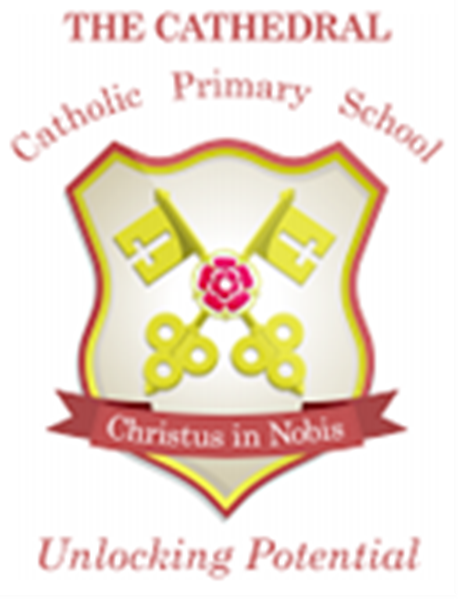 THE CATHEDRAL
Catholic Primary School
Christus in Nobis
Unlocking Potential